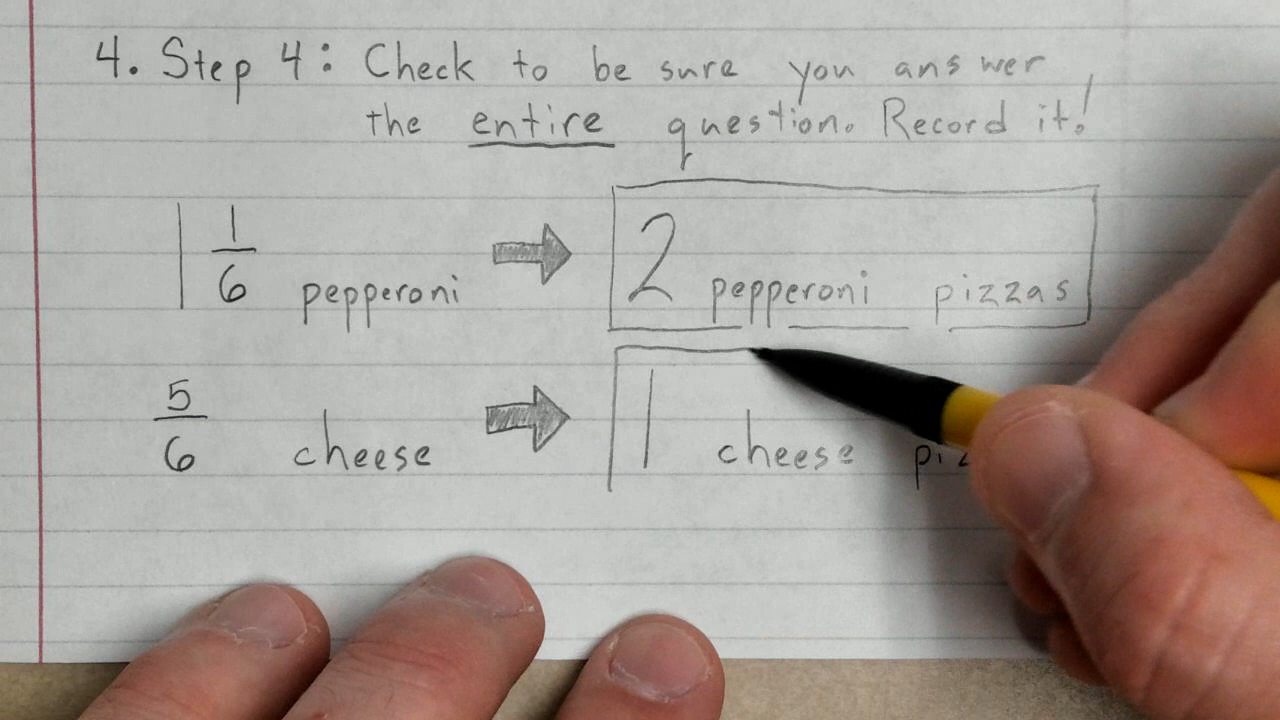 4. Step 4: Check to be sure you answer
the entire question. Record it!
1 1/6 pepperoni → 2 pepperoni pizzas
5/6 cheese → 1 cheese